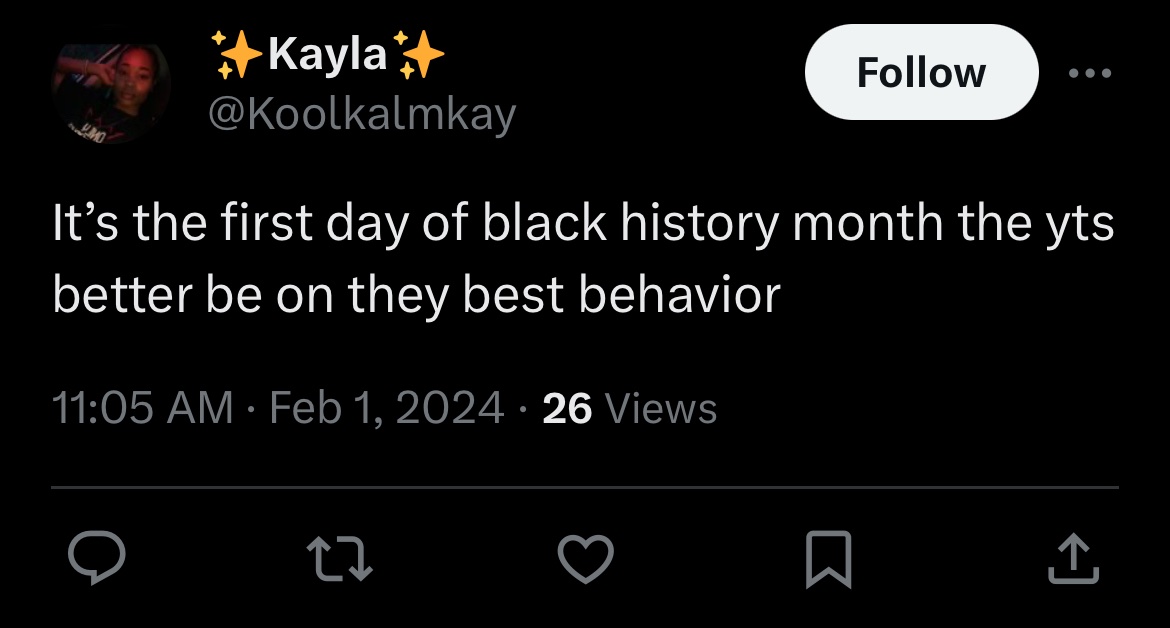 ✨Kayla✨
@Koolkalmkay
Follow
It’s the first day of black history month the yts
better be on they best behavior
11:05 AM · Feb 1, 2024 · 26 Views